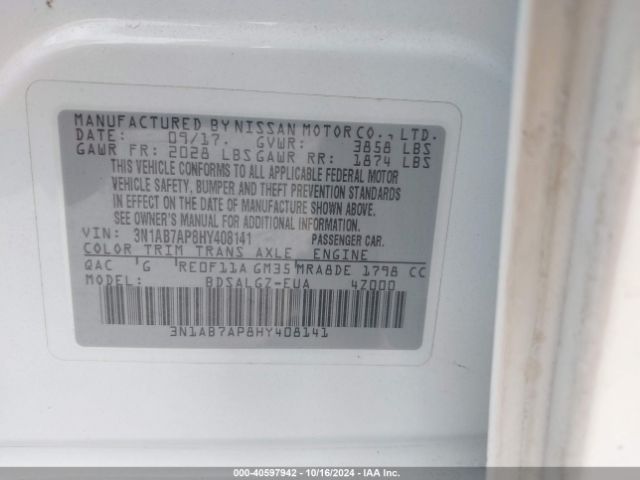 MANUFACTURED BY NISSAN MOTOR CO., LTD.
DATE: 09/17. GVWR: 3858 LBS
GAWR FR: 2028 LBS GAWR RR: 1874 LBS
THIS VEHICLE CONFORMS TO ALL APPLICABLE FEDERAL MOTOR
VEHICLE SAFETY, BUMPER AND THEFT PREVENTION STANDARDS
IN EFFECT ON THE DATE OF MANUFACTURE SHOWN ABOVE.
SEE OWNER'S MANUAL FOR ADDITIONAL INFORMATION.
VIN: 3N1AB7AP8HY408141 PASSENGER CAR.
COLOR TRIM TRANS AXLE ENGINE
QAC G RE0F11A GM35 MRA8DE 1798 CC
MODEL BDSALGZ-EUA 4Z000
3N1AB7AP8HY408141
000-40597942 - 10/16/2024 - IAA Inc.